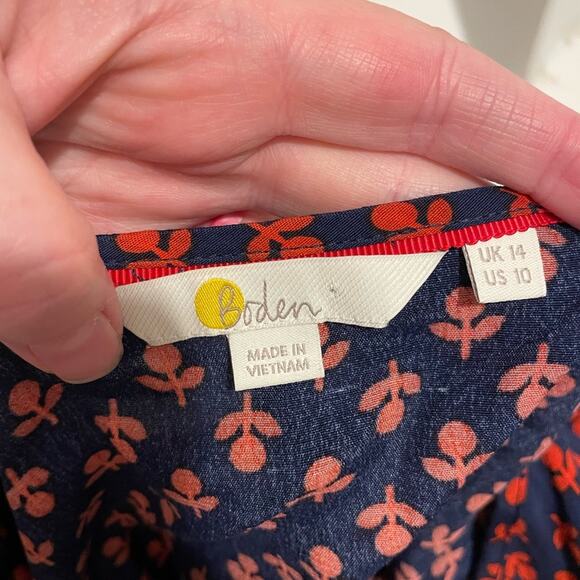 Boden
UK 14
US 10
MADE IN
VIETNAM